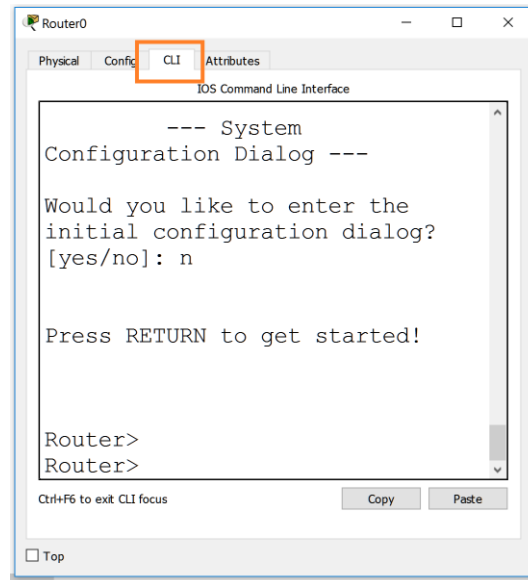 Router0
Physical Config CLI Attributes
IOS Command Line Interface
--- System
Configuration Dialog ---
Would you like to enter the
initial configuration dialog?
[yes/no]: n
Press RETURN to get started!
Router>
Router>
Ctrl+F6 to exit CLI focus
Copy Paste
Top